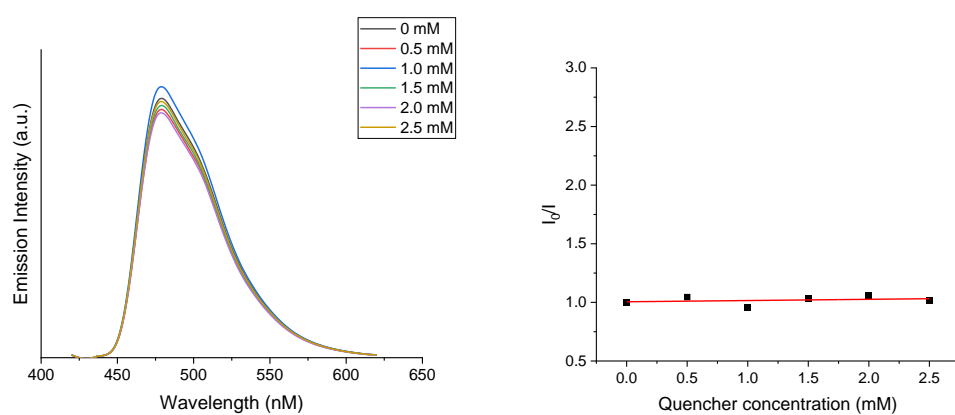 0 mM
0.5 mM
1.0 mM
1.5 mM
2.0 mM
2.5 mM
Emission Intensity (a.u.)
400 450 500 550 600 650
Wavelength (nM)
3.0
2.5
2.0
1.5
1.0
0.5
I₀/I
0.0 0.5 1.0 1.5 2.0 2.5
Quencher concentration (mM)